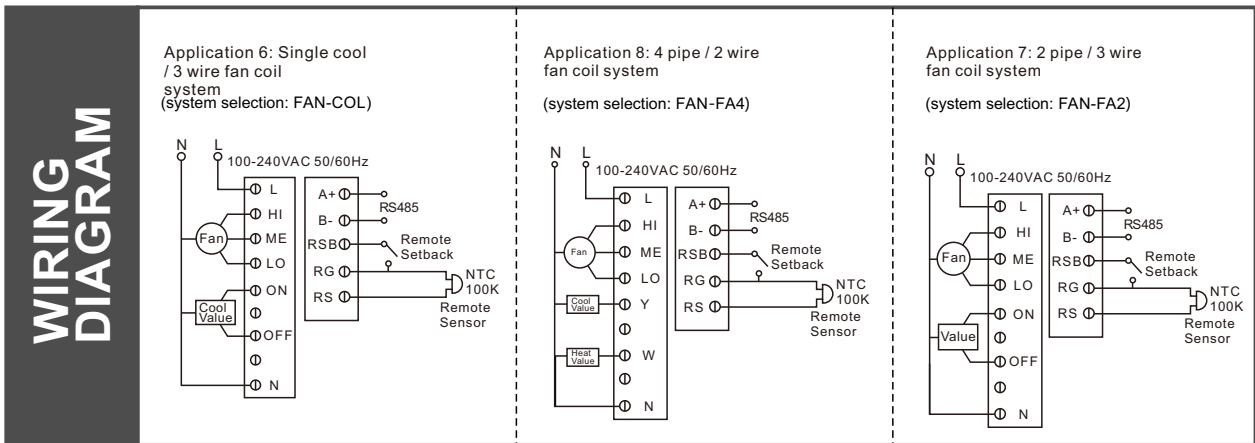 WIRING
DIAGRAM
Application 6: Single cool
/ 3 wire fan coil
system
(system selection: FAN-COL)
N L
100-240VAC 50/60Hz
L
HI
Fan
ME
LO
ON
Cool
Value
OFF
N
A+
RS485
B-
RSB
Remote
Setback
RG
NTC
100K
RS
Remote
Sensor
Application 8: 4 pipe / 2 wire
fan coil system
(system selection: FAN-FA4)
N L
100-240VAC 50/60Hz
L
HI
Fan
ME
LO
Cool
Value
Y
Heat
Value
W
N
A+
RS485
B-
RSB
Remote
Setback
RG
NTC
100K
RS
Remote
Sensor
Application 7: 2 pipe / 3 wire
fan coil system
(system selection: FAN-FA2)
N L
100-240VAC 50/60Hz
L
HI
Fan
ME
LO
ON
Value
OFF
N
A+
RS485
B-
RSB
Remote
Setback
RG
NTC
100K
RS
Remote
Sensor